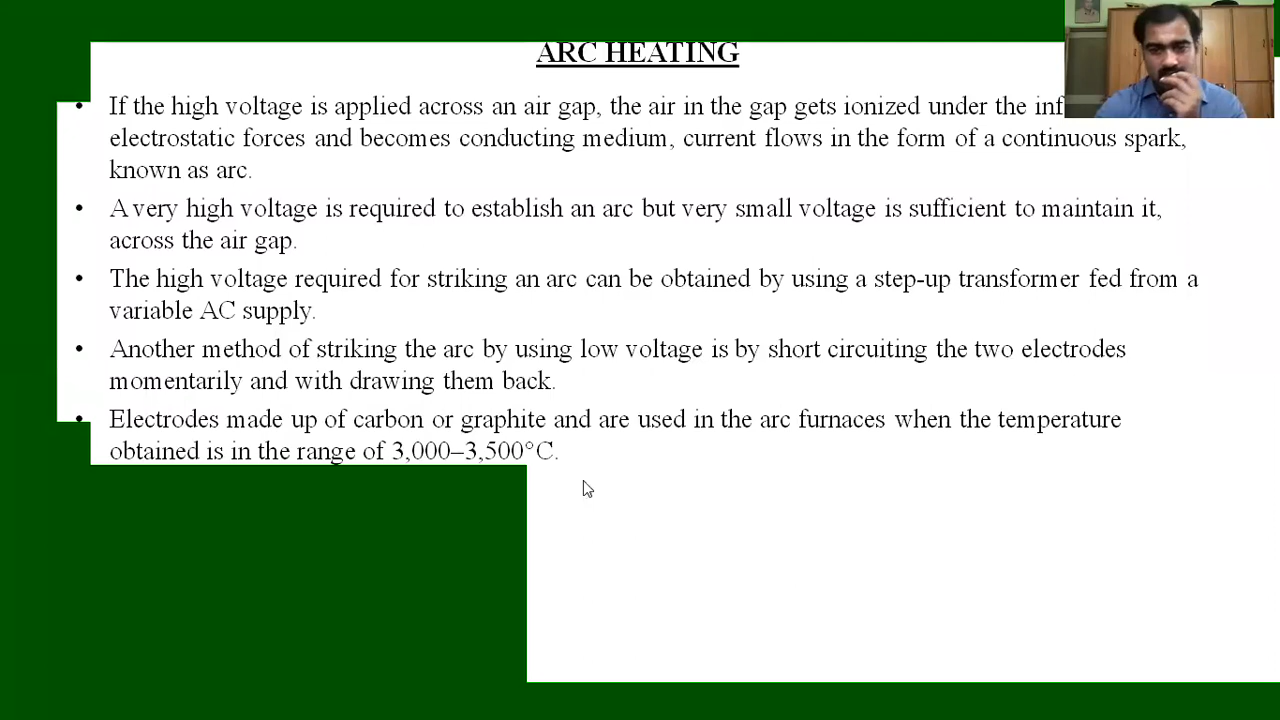 ARC HEATING
• If the high voltage is applied across an air gap, the air in the gap gets ionized under the
electrostatic forces and becomes conducting medium, current flows in the form of a continuous spark,
known as arc.
• A very high voltage is required to establish an arc but very small voltage is sufficient to maintain it,
across the air gap.
• The high voltage required for striking an arc can be obtained by using a step-up transformer fed from a
variable AC supply.
• Another method of striking the arc by using low voltage is by short circuiting the two electrodes
momentarily and with drawing them back.
• Electrodes made up of carbon or graphite and are used in the arc furnaces when the temperature
obtained is in the range of 3,000–3,500°C.